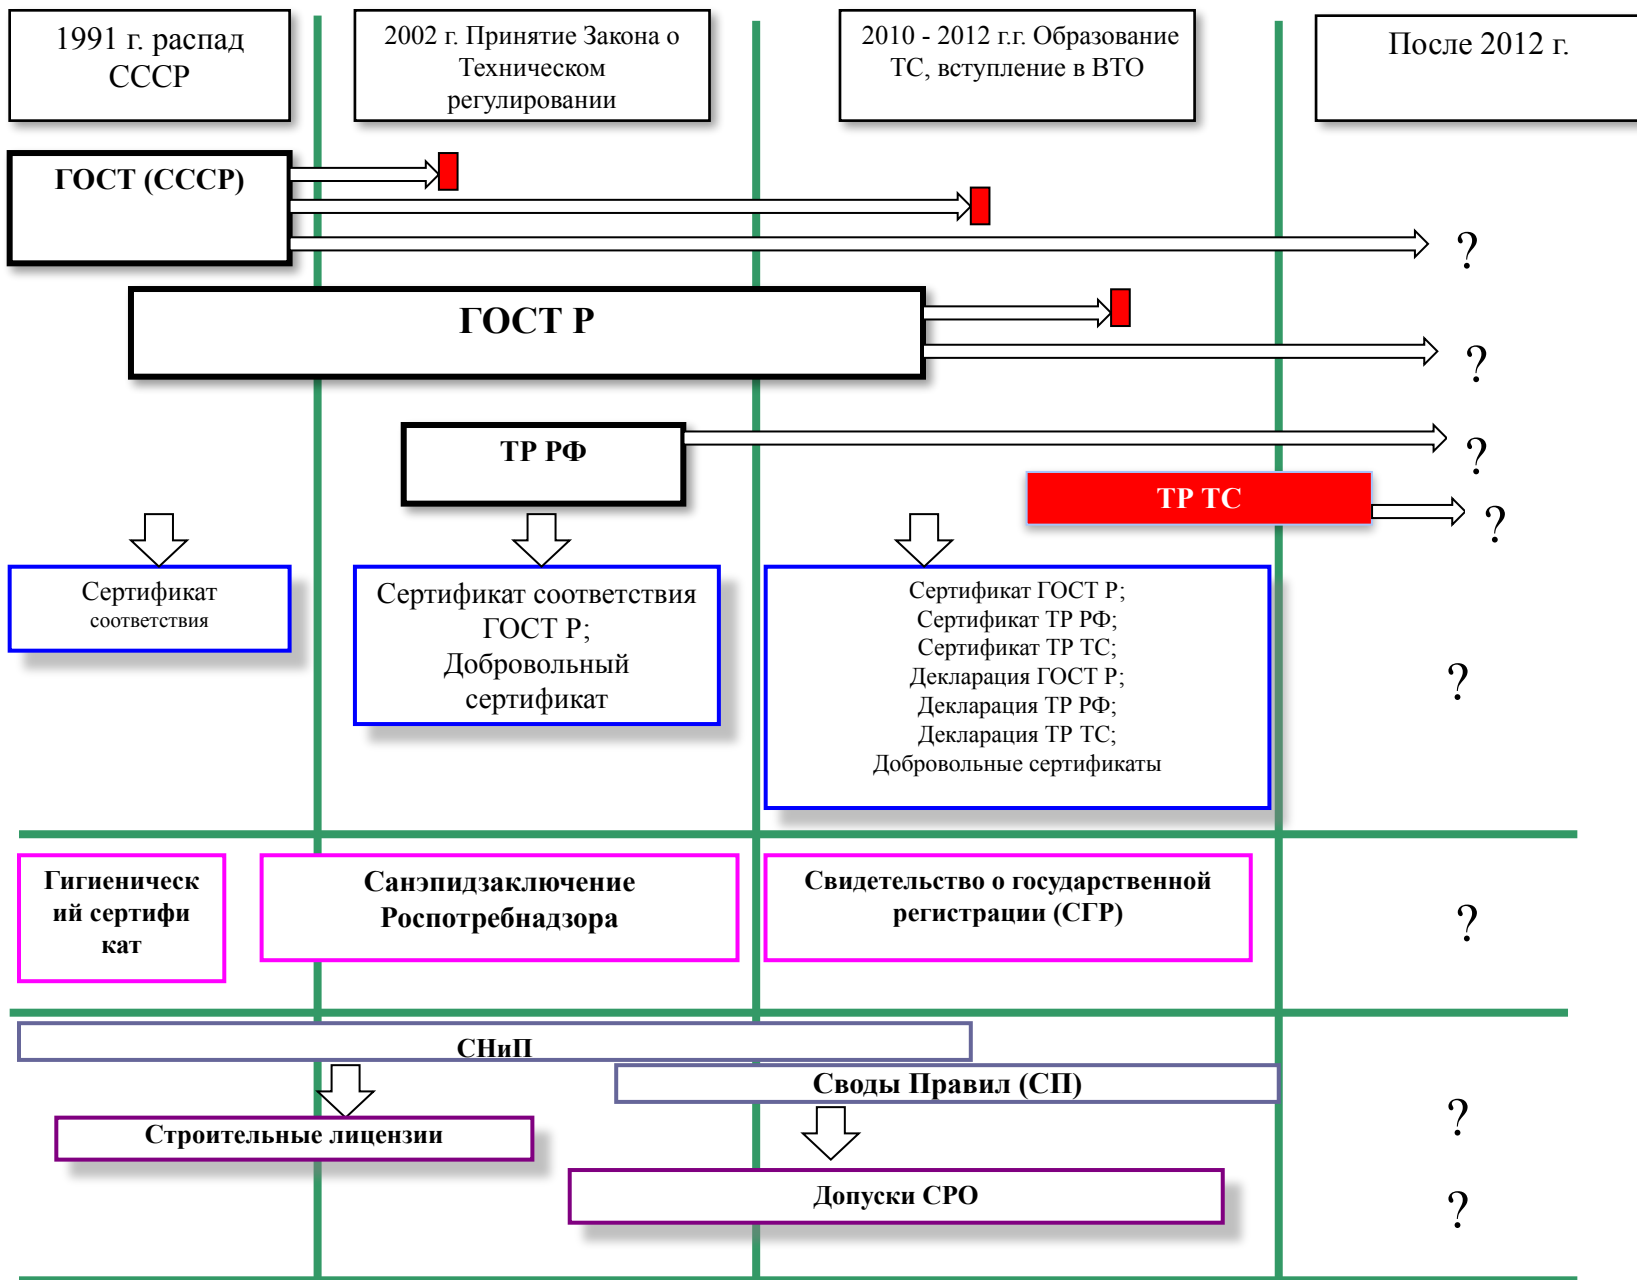 1991 г. распад
СССР
2002 г. Принятие Закона о
Техническом
регулировании
2010 - 2012 г.г. Образование
ТС, вступление в ВТО
После 2012 г.
ГОСТ (СССР)
?
ГОСТ Р
?
ТР РФ
?
ТР ТС
?
Сертификат
соответствия
Сертификат соответствия
ГОСТ Р;
Добровольный
сертификат
Сертификат ГОСТ Р;
Сертификат ТР РФ;
Сертификат ТР ТС;
Декларация ГОСТ Р;
Декларация ТР РФ;
Декларация ТР ТС;
Добровольные сертификаты
?
Гигиеническ
ий сертифи
кат
Санэпидзаключение
Роспотребнадзора
Свидетельство о государственной
регистрации (СГР)
?
СНиП
Своды Правил (СП)
?
Строительные лицензии
Допуски СРО
?